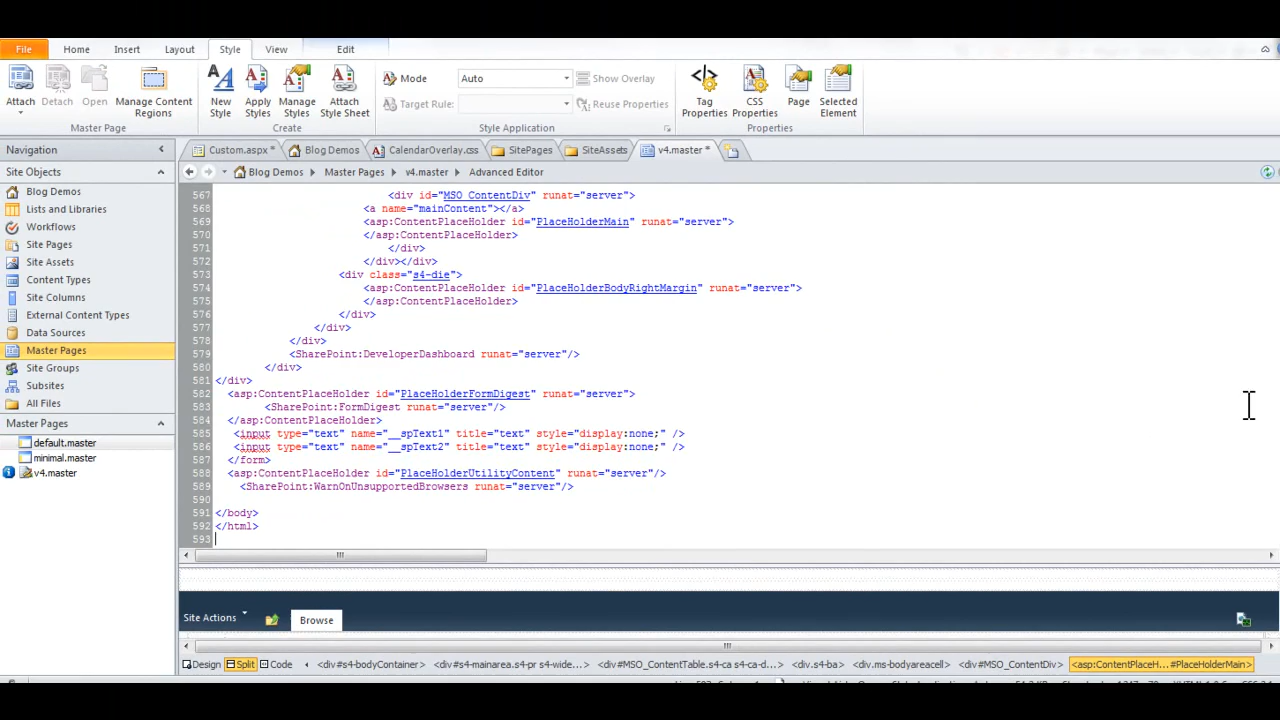 File Home Insert Layout Style View Edit
Attach Detach Open Manage Content Regions
Master Page
New Style Apply Styles Manage Styles Attach Style Sheet
Create
Mode Auto Show Overlay
Target Rule: Reuse Properties
Style Application
Tag Properties CSS Properties Page Selected Element
Properties
Navigation
Custom.aspx * Blog Demos CalendarOverlay.css SitePages SiteAssets v4.master *
Site Objects
Blog Demos Master Pages v4.master Advanced Editor
Blog Demos
Lists and Libraries
Workflows
Site Pages
Site Assets
Content Types
Site Columns
External Content Types
Data Sources
Master Pages
Site Groups
Subsites
All Files
Master Pages
default.master
minimal.master
v4.master
567 <div id="MSO_ContentDiv" runat="server">
568 <a name="mainContent"></a>
569 <asp:ContentPlaceHolder id="PlaceHolderMain" runat="server">
570 </asp:ContentPlaceHolder>
571 </div>
572 </div></div>
573 <div class="s4-die">
574 <asp:ContentPlaceHolder id="PlaceHolderBodyRightMargin" runat="server">
575 </asp:ContentPlaceHolder>
576 </div>
577 </div>
578 </div>
579 <SharePoint:DeveloperDashboard runat="server"/>
580 </div>
581 </div>
582 <asp:ContentPlaceHolder id="PlaceHolderFormDigest" runat="server">
583 <SharePoint:FormDigest runat="server"/>
584 </asp:ContentPlaceHolder>
585 <input type="text" name="__spText1" title="text" style="display:none;" />
586 <input type="text" name="__spText2" title="text" style="display:none;" />
587 </form>
588 <asp:ContentPlaceHolder id="PlaceHolderUtilityContent" runat="server"/>
589 <SharePoint:WarnOnUnsupportedBrowsers runat="server"/>
590
591 </body>
592 </html>
593
Site Actions Browse
Design Split Code <div#s4-bodyContainer> <div#s4-mainarea.s4-pr s4-wide...> <div#MSO_ContentTable.s4-ca s4-ca-d...> <div.s4-ba> <div.ms-bodyareacell> <div#MSO_ContentDiv> <asp:ContentPlaceH...#PlaceHolderMain>